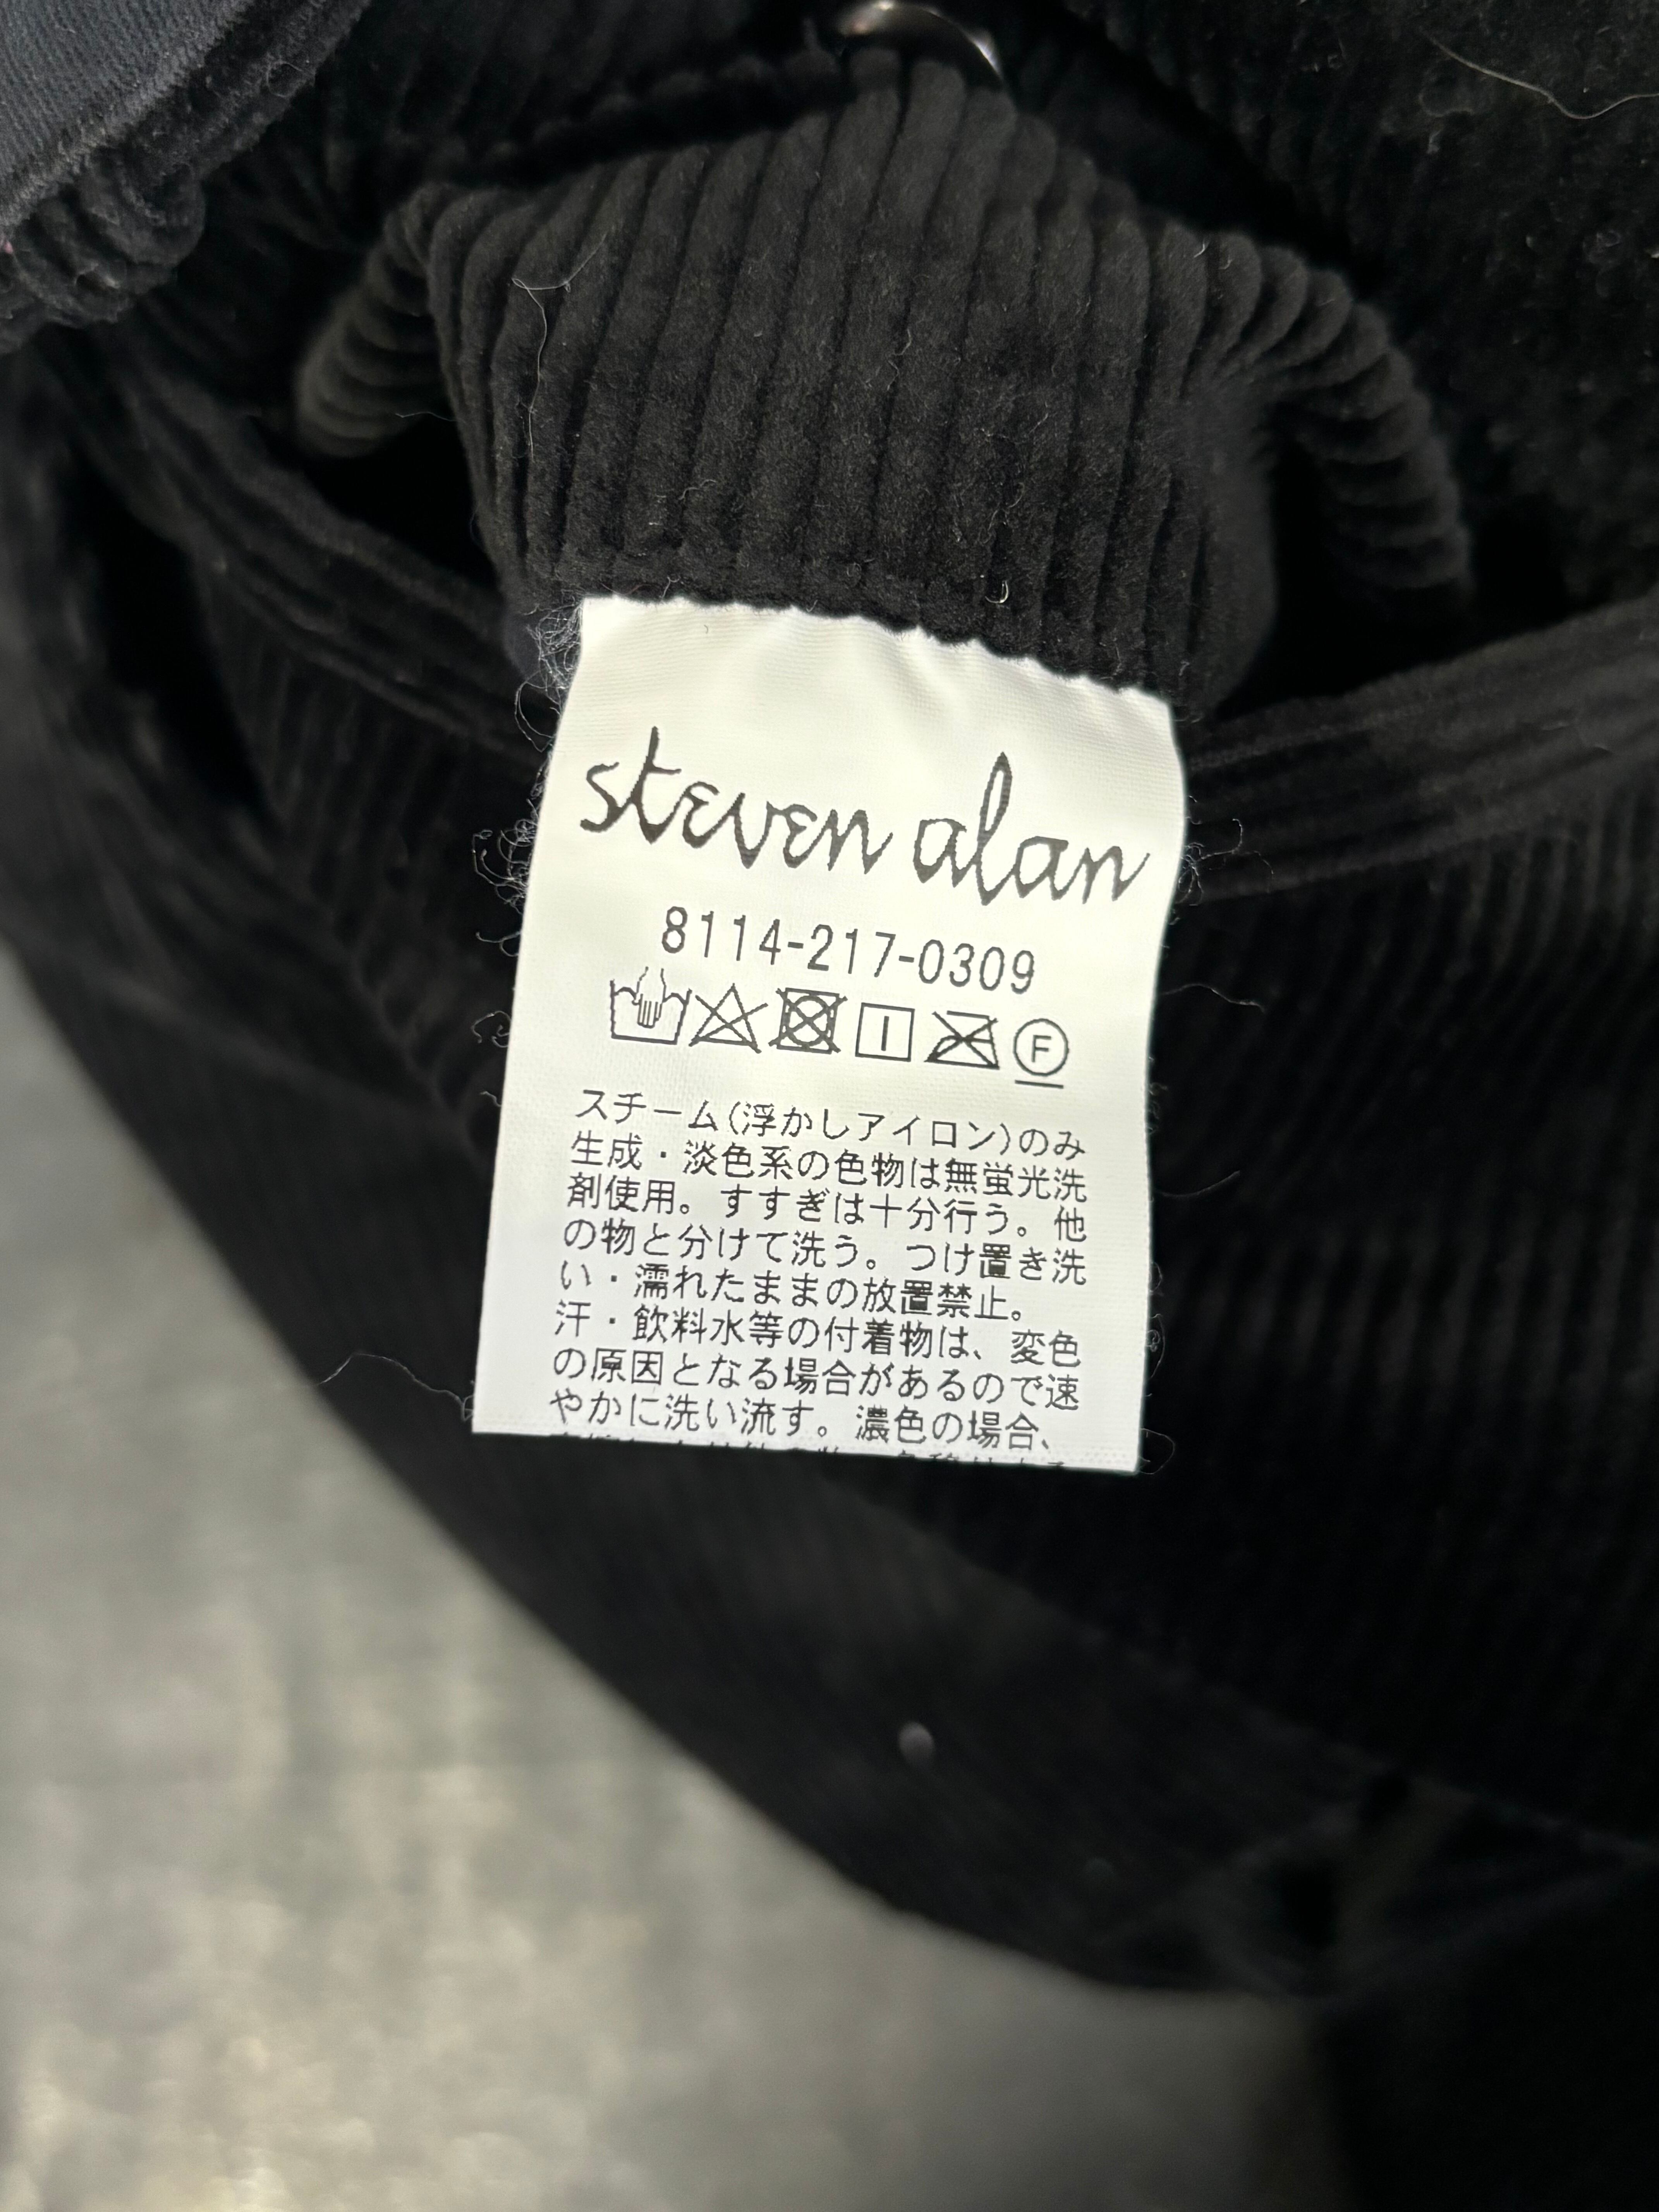 steven alan
8114-217-0309
F
スチーム(浮かしアイロン)のみ
生成・淡色系の色物は無蛍光洗
剤使用。すすぎは十分行う。他
の物と分けて洗う。つけ置き洗
い・濡れたままの放置禁止。
汗・飲料水等の付着物は、変色
の原因となる場合があるので速
やかに洗い流す。濃色の場合、